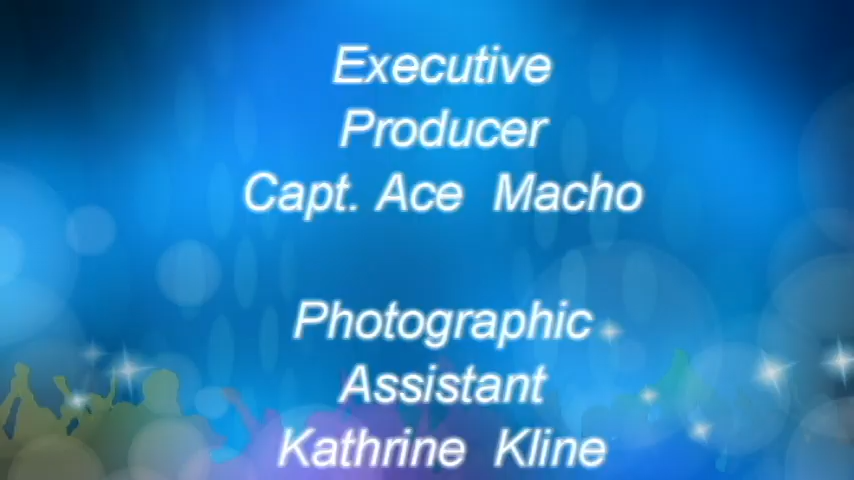 Executive
Producer
Capt. Ace Macho
Photographic
Assistant
Kathrine Kline